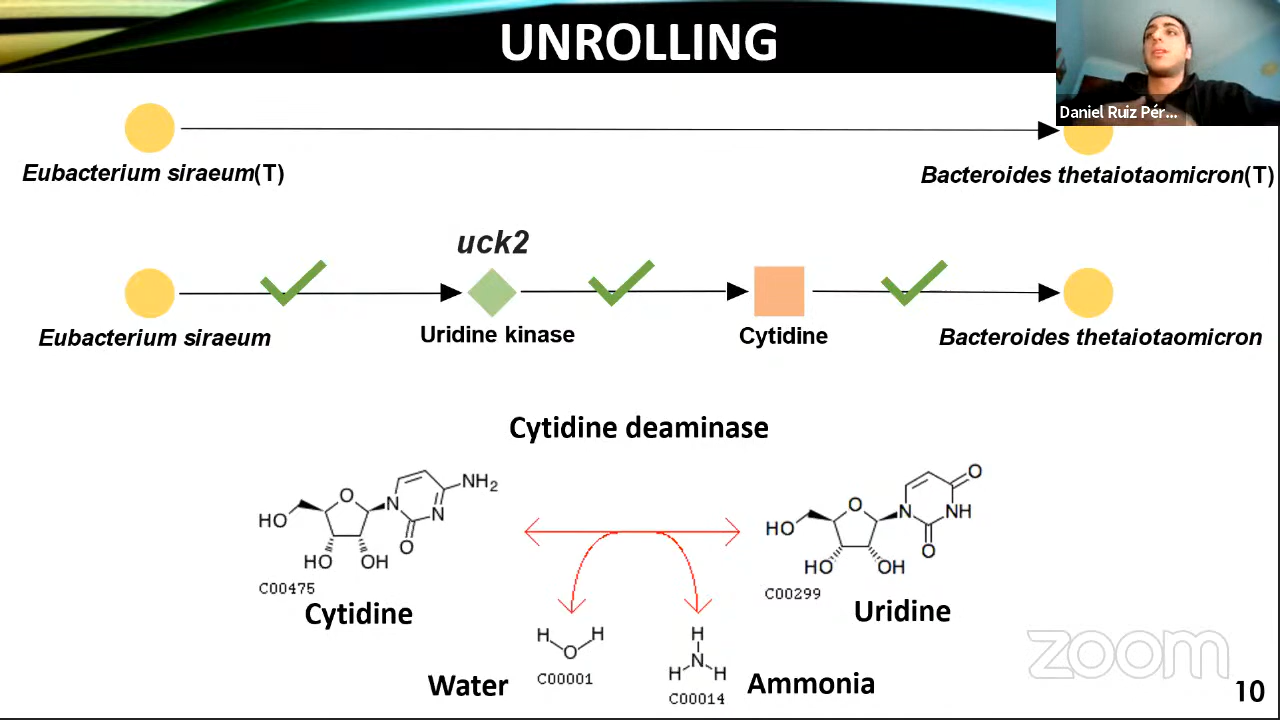 UNROLLING
Daniel Ruiz Pér...
Eubacterium siraeum(T)
Bacteroides thetaiotaomicron(T)
uck2
Eubacterium siraeum
Uridine kinase
Cytidine
Bacteroides thetaiotaomicron
Cytidine deaminase
HO
O
N
NH2
N
O
HO
OH
C00475
Cytidine
HO
O
N
O
NH
O
HO
OH
C00299
Uridine
H
H
O
C00001
Water
H
N
H
H
C00014
Ammonia
zoom
10